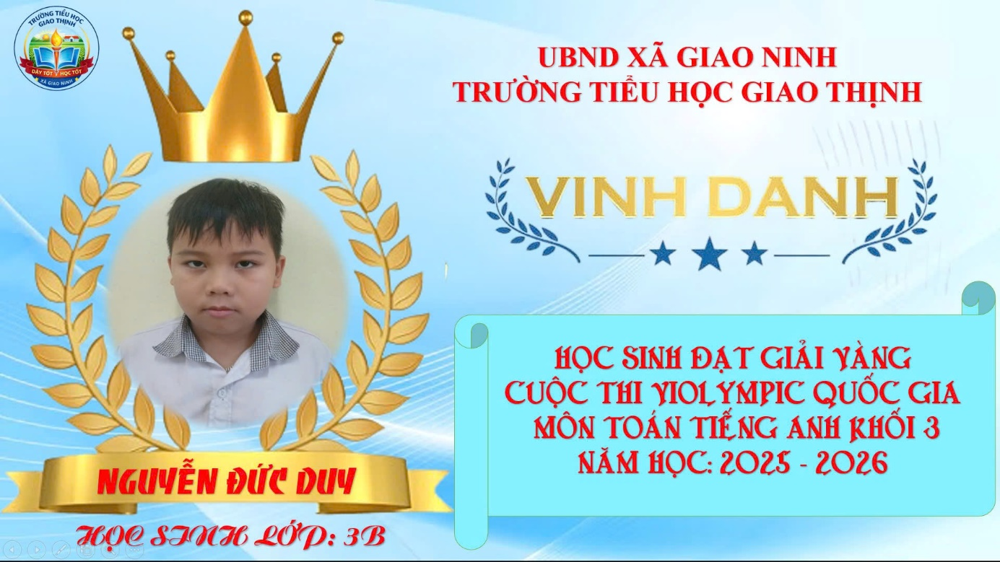 TRƯỜNG TIỂU HỌC
GIAO THỊNH
DẠY TỐT HỌC TỐT
XÃ GIAO NINH
UBND XÃ GIAO NINH
TRƯỜNG TIỂU HỌC GIAO THỊNH
VINH DANH
HỌC SINH ĐẠT GIẢI VÀNG
CUỘC THI VIOLYMPIC QUỐC GIA
MÔN TOÁN TIẾNG ANH KHỐI 3
NĂM HỌC: 2025 - 2026
NGUYỄN ĐỨC DUY
HỌC SINH LỚP: 3B